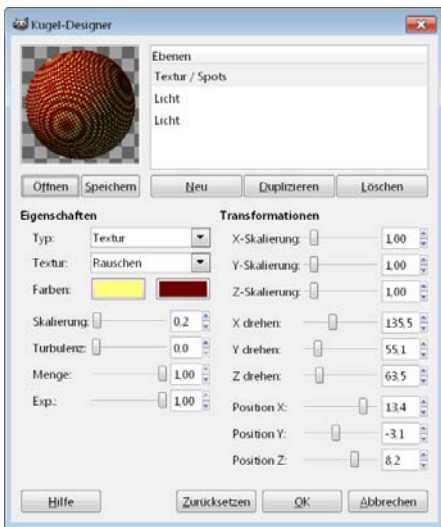 Kugel-Designer
Ebenen
Textur / Spots
Licht
Licht
Öffnen Speichern Neu Duplizieren Löschen
Eigenschaften Transformationen
Typ: Textur X-Skalierung: 1,00
Textur: Rauschen Y-Skalierung: 1,00
Farben: Z-Skalierung: 1,00
Skalierung: 0,2 X drehen: 135,5
Turbulenz: 0,0 Y drehen: 55,1
Menge: 1,00 Z drehen: 63,5
Exp.: 1,00 Position X: 13,4
Position Y: -3,1
Position Z: 8,2
Hilfe Zurücksetzen OK Abbrechen